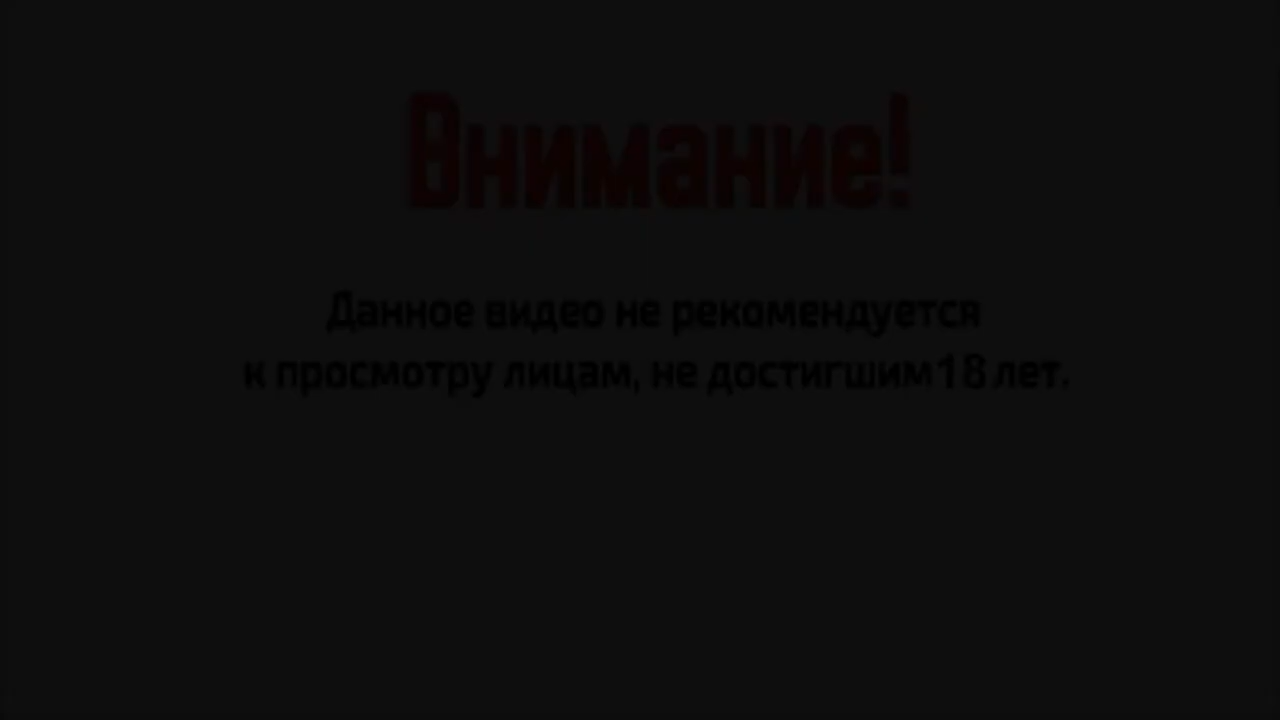 Внимание!
Данное видео не рекомендуется
к просмотру лицам, не достигшим 18 лет.